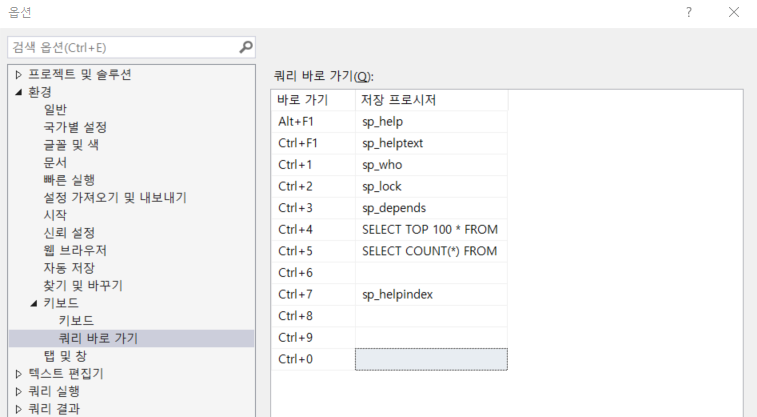 옵션
검색 옵션(Ctrl+E)
프로젝트 및 솔루션
환경
일반
국가별 설정
글꼴 및 색
문서
빠른 실행
설정 가져오기 및 내보내기
시작
신뢰 설정
웹 브라우저
자동 저장
찾기 및 바꾸기
키보드
키보드
쿼리 바로 가기
탭 및 창
텍스트 편집기
쿼리 실행
쿼리 결과
쿼리 바로 가기(Q):
바로 가기 저장 프로시저
Alt+F1 sp_help
Ctrl+F1 sp_helptext
Ctrl+1 sp_who
Ctrl+2 sp_lock
Ctrl+3 sp_depends
Ctrl+4 SELECT TOP 100 * FROM
Ctrl+5 SELECT COUNT(*) FROM
Ctrl+6
Ctrl+7 sp_helpindex
Ctrl+8
Ctrl+9
Ctrl+0